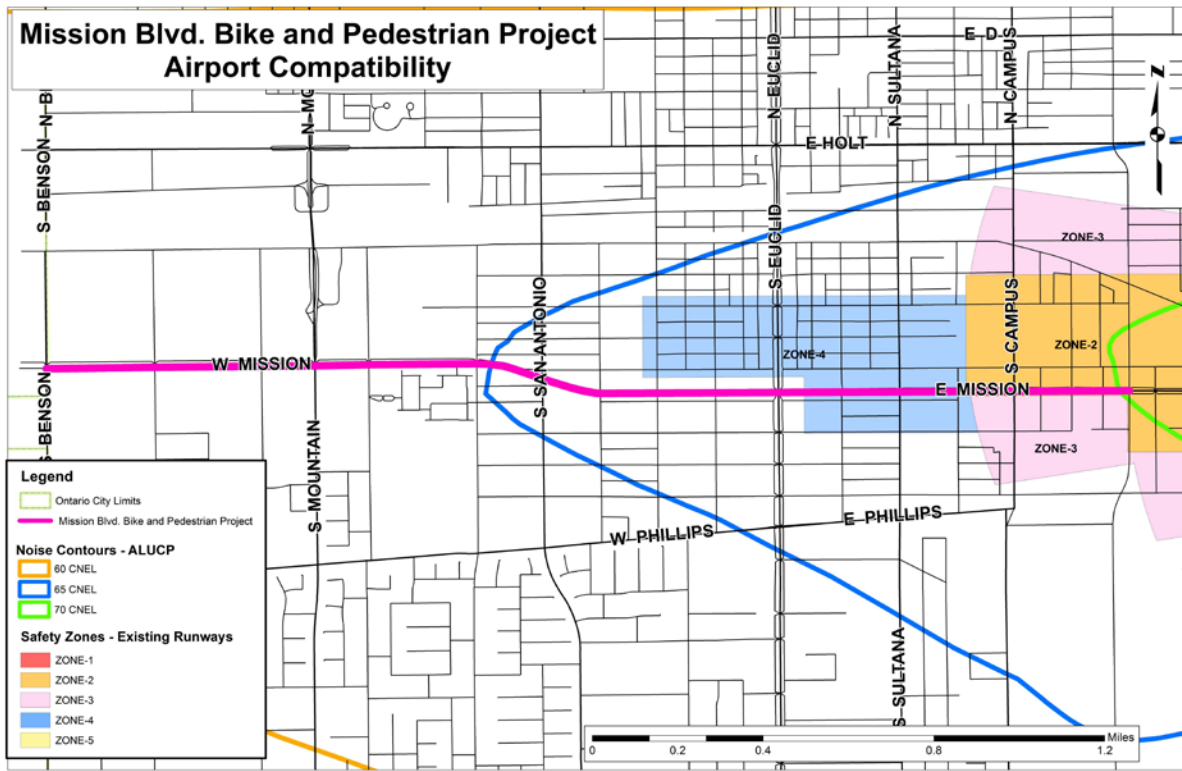 Mission Blvd. Bike and Pedestrian Project
Airport Compatibility
N EUCLID
N SULTANA
E D
N CAMPUS
N
S BENSON
E HOLT
S EUCLID
ZONE-3
S SAN ANTONIO
S CAMPUS
W MISSION
ZONE-4
ZONE-2
E MISSION
S BENSON
S MOUNTAIN
ZONE-3
W PHILLIPS
E PHILLIPS
S SULTANA
Legend
Ontario City Limits
Mission Blvd. Bike and Pedestrian Project
Noise Contours - ALUCP
60 CNEL
65 CNEL
70 CNEL
Safety Zones - Existing Runways
ZONE-1
ZONE-2
ZONE-3
ZONE-4
ZONE-5
Miles
0 0.2 0.4 0.8 1.2